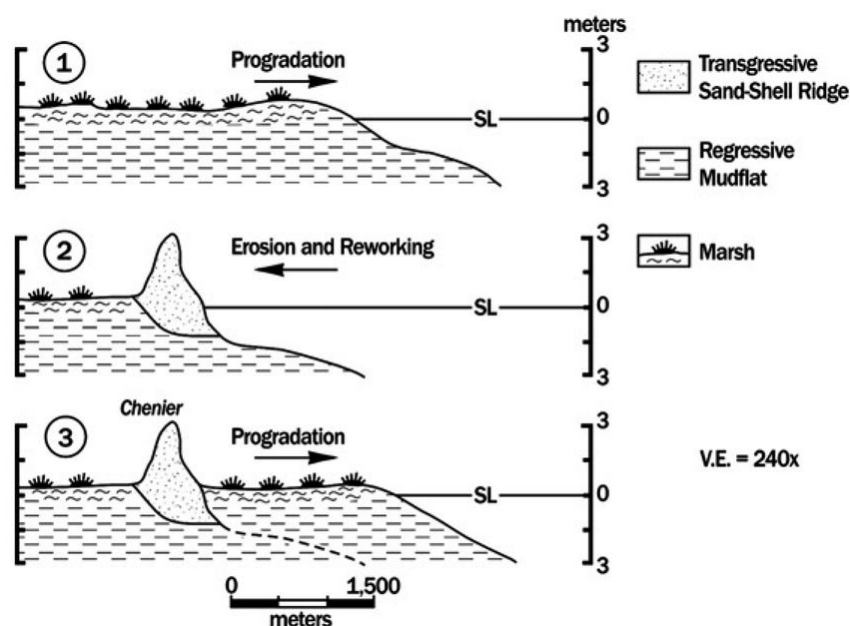 meters
1
Progradation
3
SL
0
3
Transgressive
Sand-Shell Ridge
Regressive
Mudflat
Marsh
2
Erosion and Reworking
3
SL
0
3
Chenier
3
Progradation
3
SL
0
3
V.E. = 240x
0 1,500
meters